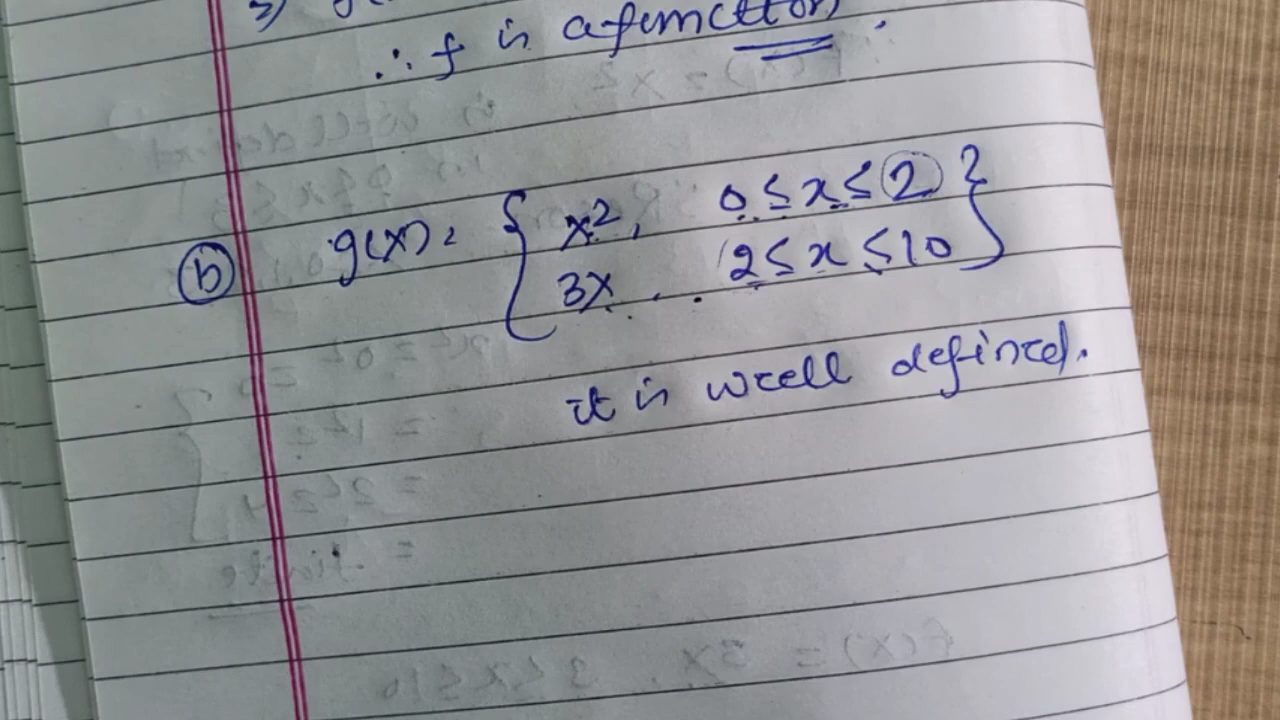 ∴ f is a function.
(b) g(x) = { x², 0 ≤ x ≤ 2 }
3x . . 2 ≤ x ≤ 10
it is well defined.